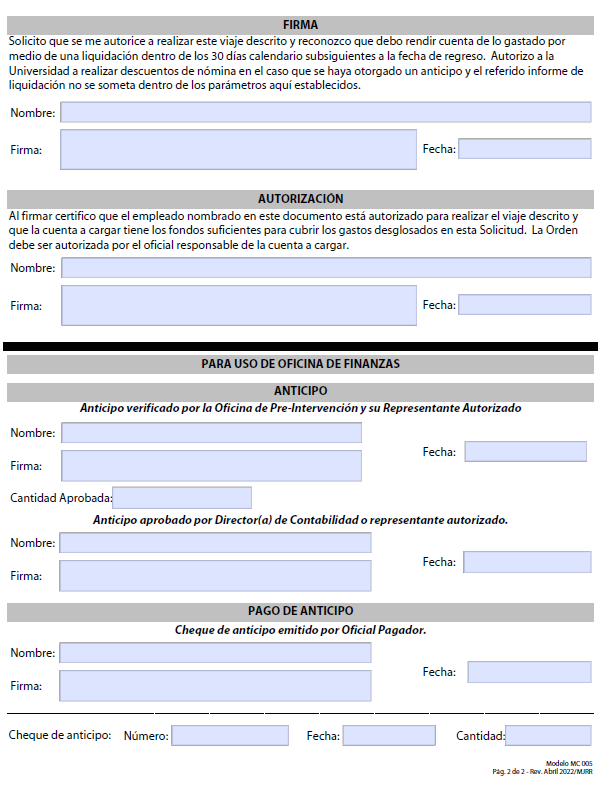 FIRMA
Solicito que se me autorice a realizar este viaje descrito y reconozco que debo rendir cuenta de lo gastado por
medio de una liquidación dentro de los 30 días calendario subsiguientes a la fecha de regreso. Autorizo a la
Universidad a realizar descuentos de nómina en el caso que se haya otorgado un anticipo y el referido informe de
liquidación no se someta dentro de los parámetros aquí establecidos.
Nombre:
Firma:
Fecha:
AUTORIZACIÓN
Al firmar certifico que el empleado nombrado en este documento está autorizado para realizar el viaje descrito y
que la cuenta a cargar tiene los fondos suficientes para cubrir los gastos desglosados en esta Solicitud. La Orden
debe ser autorizada por el oficial responsable de la cuenta a cargar.
Nombre:
Firma:
Fecha:
PARA USO DE OFICINA DE FINANZAS
ANTICIPO
Anticipo verificado por la Oficina de Pre-Intervención y su Representante Autorizado
Nombre:
Fecha:
Firma:
Cantidad Aprobada:
Anticipo aprobado por Director(a) de Contabilidad o representante autorizado.
Nombre:
Fecha:
Firma:
PAGO DE ANTICIPO
Cheque de anticipo emitido por Oficial Pagador.
Nombre:
Fecha:
Firma:
Cheque de anticipo: Número: Fecha: Cantidad:
Modelo MC 005
Pág. 2 de 2 - Rev. Abril 2022/MJRR